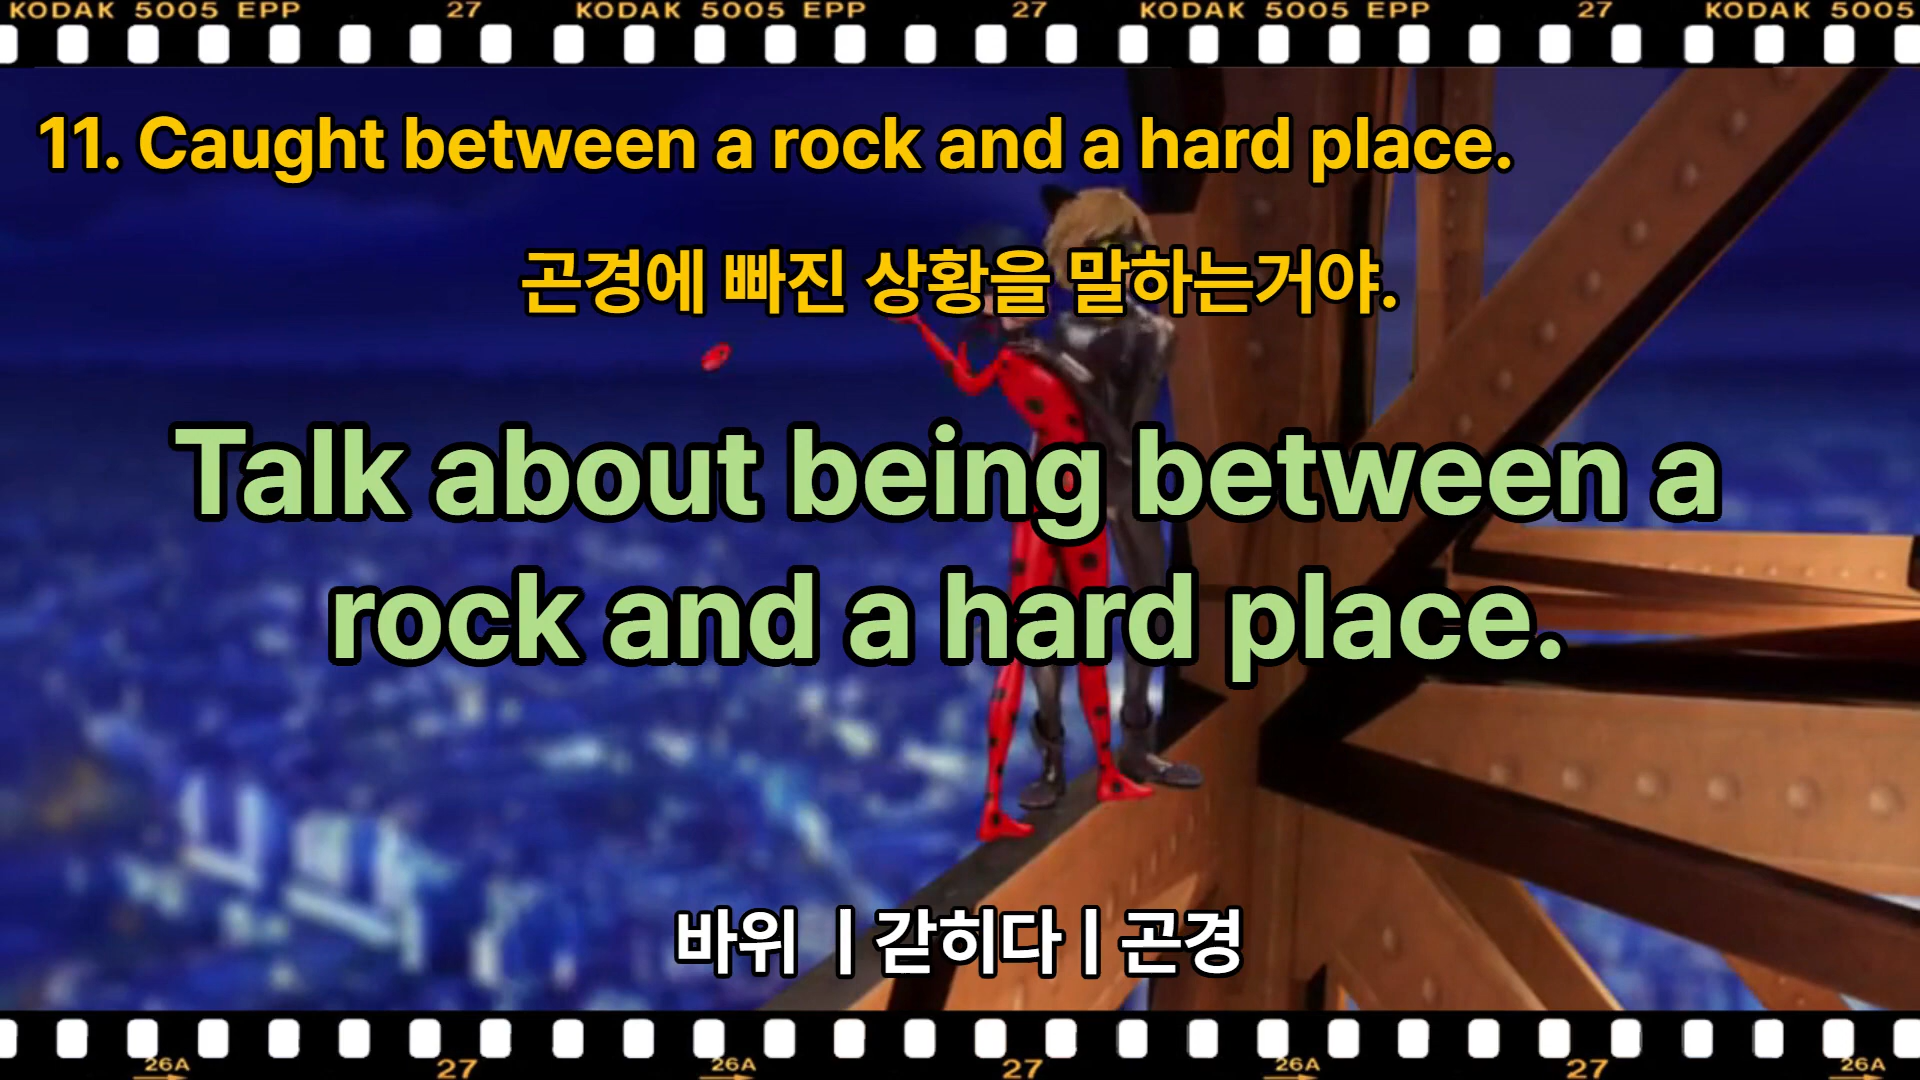 KODAK 5005 EPP 27 KODAK 5005 EPP 27 KODAK 5005 EPP 27 KODAK 5005
11. Caught between a rock and a hard place.
곤경에 빠진 상황을 말하는거야.
Talk about being between a
rock and a hard place.
바위 | 갇히다 | 곤경
26A 27 26A 27 26A 27 26A